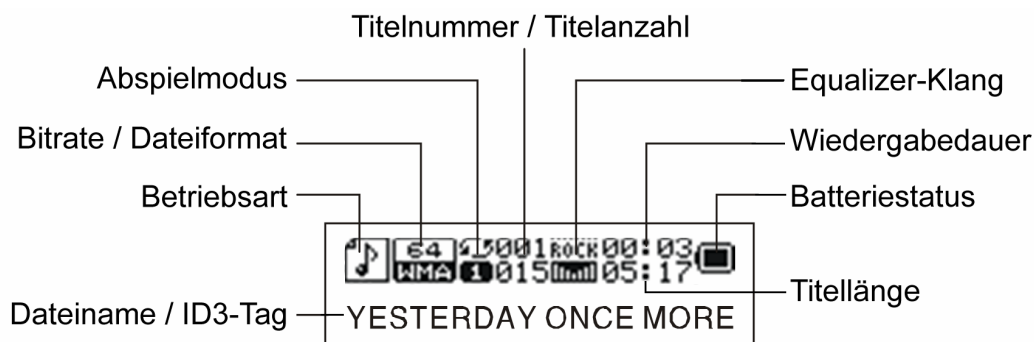 Titelnummer / Titelanzahl
Abspielmodus
Equalizer-Klang
Bitrate / Dateiformat
Wiedergabedauer
Betriebsart
Batteriestatus
64 001 ROCK 00:03
WMA 1 015 05:17
Titellänge
Dateiname / ID3-Tag
YESTERDAY ONCE MORE